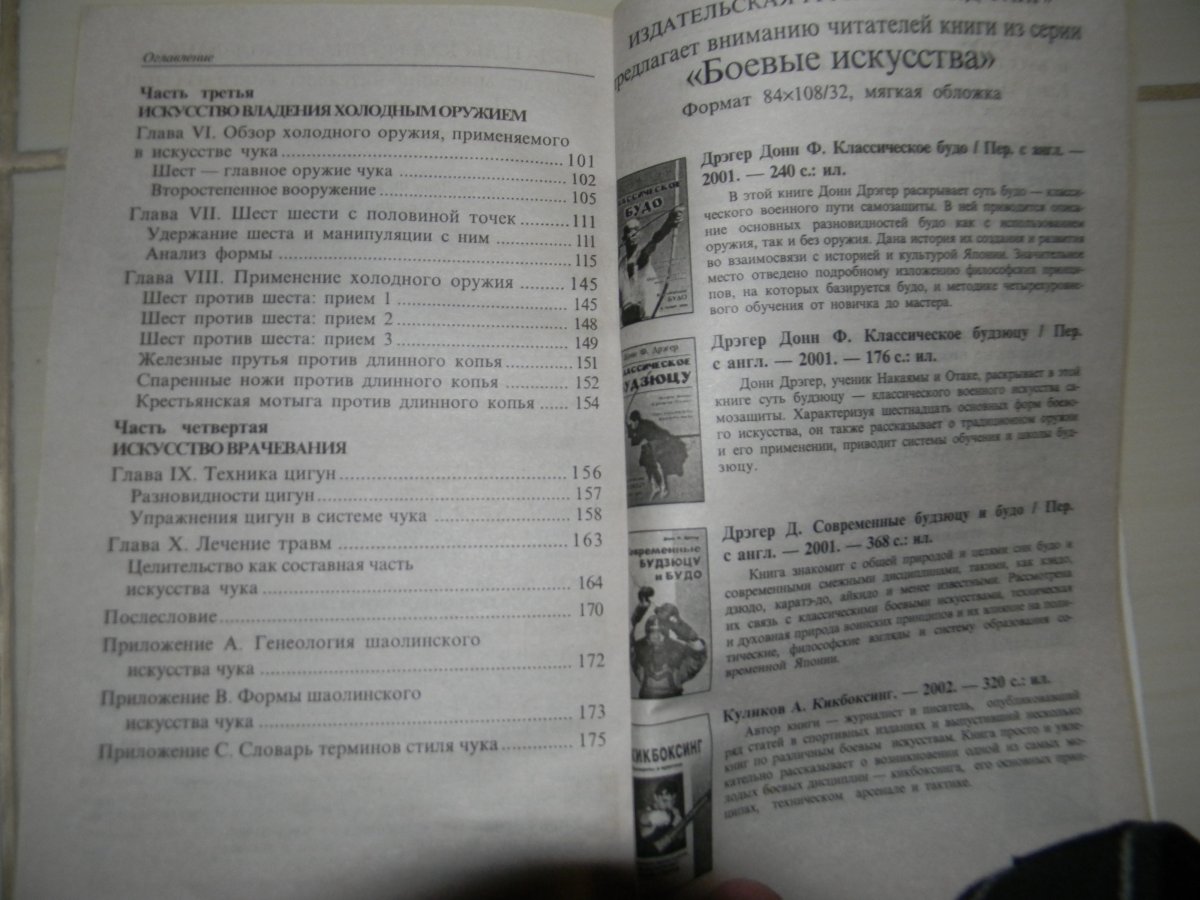 Оглавление
Часть третья
ИСКУССТВО ВЛАДЕНИЯ ХОЛОДНЫМ ОРУЖИЕМ
Глава VI. Обзор холодного оружия, применяемого
в искусстве чука ........ 101
Шест — главное оружие чука ........ 102
Второстепенное вооружение ........ 105
Глава VII. Шест шести с половиной точек ........ 111
Удержание шеста и манипуляции с ним ........ 111
Анализ формы ........ 115
Глава VIII. Применение холодного оружия ........ 145
Шест против шеста: прием 1 ........ 145
Шест против шеста: прием 2 ........ 148
Шест против шеста: прием 3 ........ 149
Железные прутья против длинного копья ........ 151
Спаренные ножи против длинного копья ........ 152
Крестьянская мотыга против длинного копья ...... 154
Часть четвертая
ИСКУССТВО ВРАЧЕВАНИЯ
Глава IX. Техника цигун ........ 156
Разновидности цигун ........ 157
Упражнения цигун в системе чука ........ 158
Глава X. Лечение травм ........ 163
Целительство как составная часть
искусства чука ........ 164
Послесловие ........ 170
Приложение А. Генеология шаолинского
искусства чука ........ 172
Приложение В. Формы шаолинского
искусства чука ........ 173
Приложение С. Словарь терминов стиля чука ........ 175
ИЗДАТЕЛЬСКАЯ
предлагает вниманию читателей книги из серии
«Боевые искусства»
Формат 84×108/32, мягкая обложка
Дрэгер Донн Ф. Классическое будо / Пер. с англ. —
2001. — 240 с.: ил.
В этой книге Донн Дрэгер раскрывает суть будо — класси-
ческого военного пути самозащиты. В ней приводится описа-
ние основных разновидностей будо как с использованием
оружия, так и без оружия. Дана история их создания и развития
во взаимосвязи с историей и культурой Японии. Значительное
место отведено подробному изложению философских принци-
пов, на которых базируется будо, и методике четырехуровне-
вого обучения от новичка до мастера.
КЛАССИЧЕСКОЕ
БУДО
Дрэгер Донн Ф. Классическое будзюцу / Пер.
с англ. — 2001. — 176 с.: ил.
Донн Дрэгер, ученик Накаямы и Отаке, раскрывает в этой
книге суть будзюцу — классического военного искусства са-
мозащиты. Характеризуя шестнадцать основных форм боево-
го искусства, он также рассказывает о традиционном оружии
и его применении, приводит системы обучения и школы буд-
зюцу.
Донн Ф. Дрэгер
КЛАССИЧЕСКОЕ
БУДЗЮЦУ
Дрэгер Д. Современные будзюцу и будо / Пер.
с англ. — 2001. — 368 с.: ил.
Книга знакомит с общей природой и целями син будо и
современными смежными дисциплинами, такими, как кэндо,
дзюдо, каратэ-до, айкидо и менее известными. Рассмотрена
их связь с классическими боевыми искусствами, техническая
и духовная природа воинских принципов и их влияние на поли-
тические, философские взгляды и систему образования со-
временной Японии.
Современные
БУДЗЮЦУ
и БУДО
Куликов А. Кикбоксинг. — 2002. — 320 с.: ил.
Автор книги — журналист и писатель, опубликовавший
ряд статей в спортивных изданиях и выпустивший несколько
книг по различным боевым искусствам. Книга просто и увле-
кательно рассказывает о возникновении одной из самых мо-
лодых боевых дисциплин — кикбоксинга, его основных прин-
ципах, техническом арсенале и тактике.
КИКБОКСИНГ